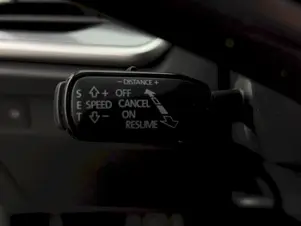 − DISTANCE +
S + OFF
E SPEED CANCEL
T − ON
RESUME